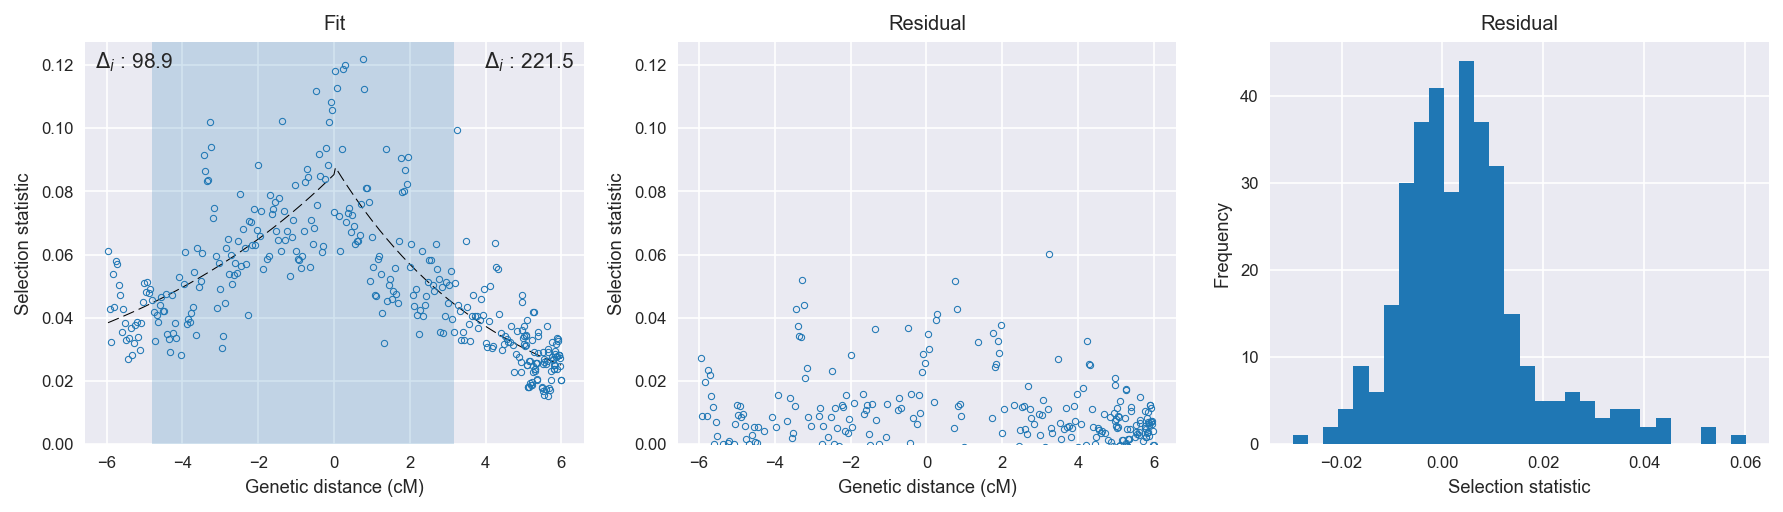 Fit
Δi : 98.9
Δi : 221.5
Selection statistic
0.12
0.10
0.08
0.06
0.04
0.02
0.00
−6 −4 −2 0 2 4 6
Genetic distance (cM)
Residual
Selection statistic
0.12
0.10
0.08
0.06
0.04
0.02
0.00
−6 −4 −2 0 2 4 6
Genetic distance (cM)
Residual
Frequency
40
30
20
10
0
−0.02 0.00 0.02 0.04 0.06
Selection statistic